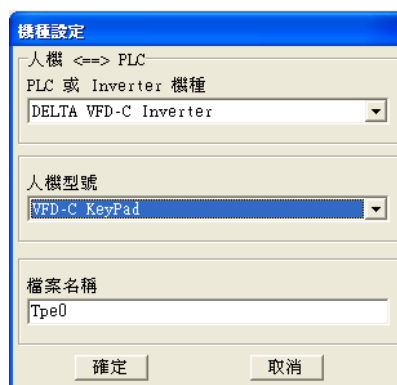 機種設定
人機 <==> PLC
PLC 或 Inverter 機種
DELTA VFD-C Inverter
人機型號
VFD-C KeyPad
檔案名稱
Tpe0
確定 取消